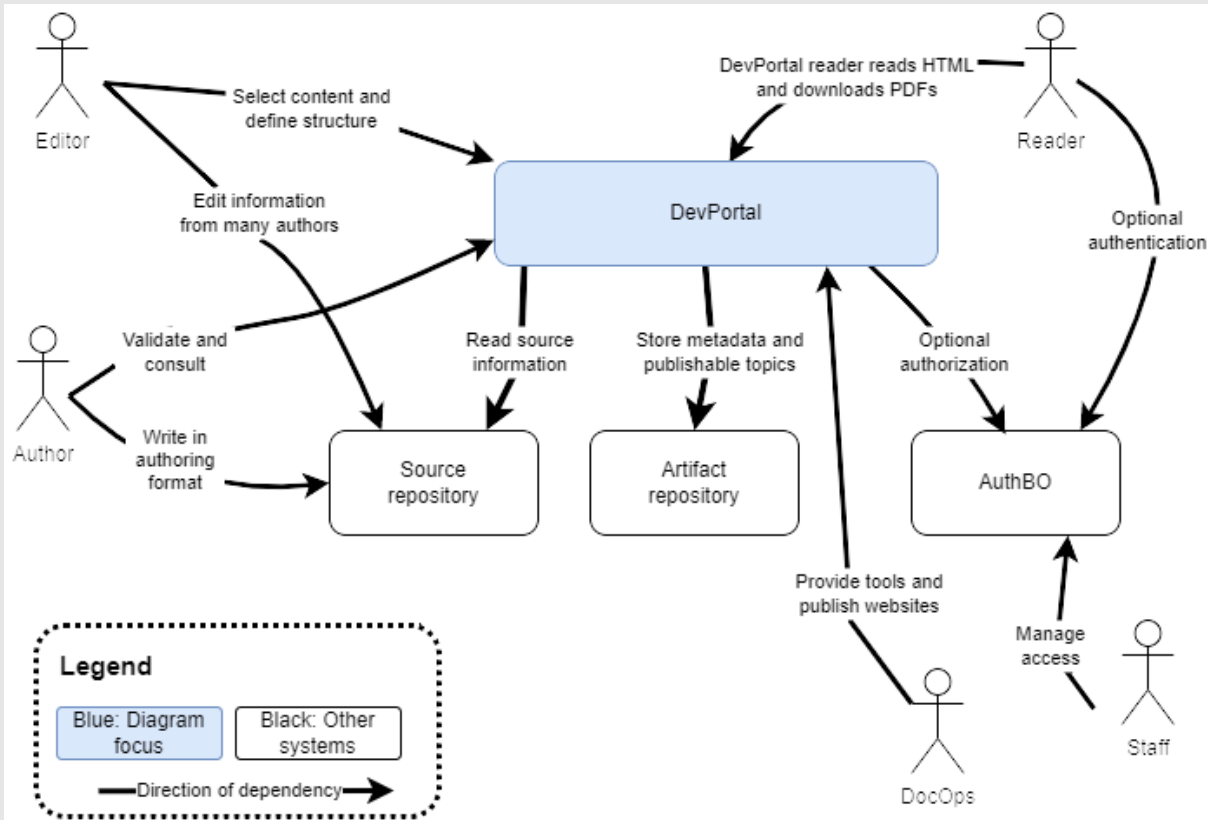 Editor
Select content and
define structure
DevPortal reader reads HTML
and downloads PDFs
Reader
Edit information
from many authors
DevPortal
Optional
authentication
Validate and
consult
Read source
information
Store metadata and
publishable topics
Optional
authorization
Author
Write in
authoring
format
Source
repository
Artifact
repository
AuthBO
Provide tools and
publish websites
Manage
access
Staff
DocOps
Legend
Blue: Diagram
focus
Black: Other
systems
Direction of dependency